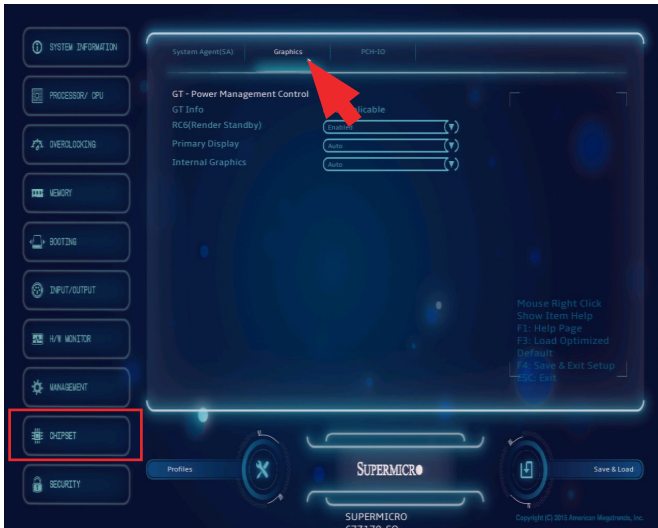 SYSTEM INFORMATION
PROCESSOR/ CPU
OVERCLOCKING
MEMORY
BOOTING
INPUT/OUTPUT
H/W MONITOR
MANAGEMENT
CHIPSET
SECURITY
System Agent(SA) Graphics PCH-IO
GT - Power Management Control
GT Info
RC6(Render Standby) Enabled
Primary Display Auto
Internal Graphics Auto
Mouse Right Click
Show Item Help
F1: Help Page
F3: Load Optimized
Default
F4: Save & Exit Setup
ESC: Exit
Profiles
SUPERMICRO
Save & Load
SUPERMICRO
Copyright (C) 2015 American Megatrends, Inc.